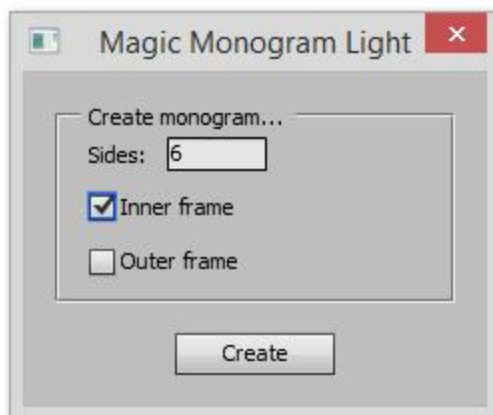 Magic Monogram Light
Create monogram...
Sides: 6
Inner frame
Outer frame
Create